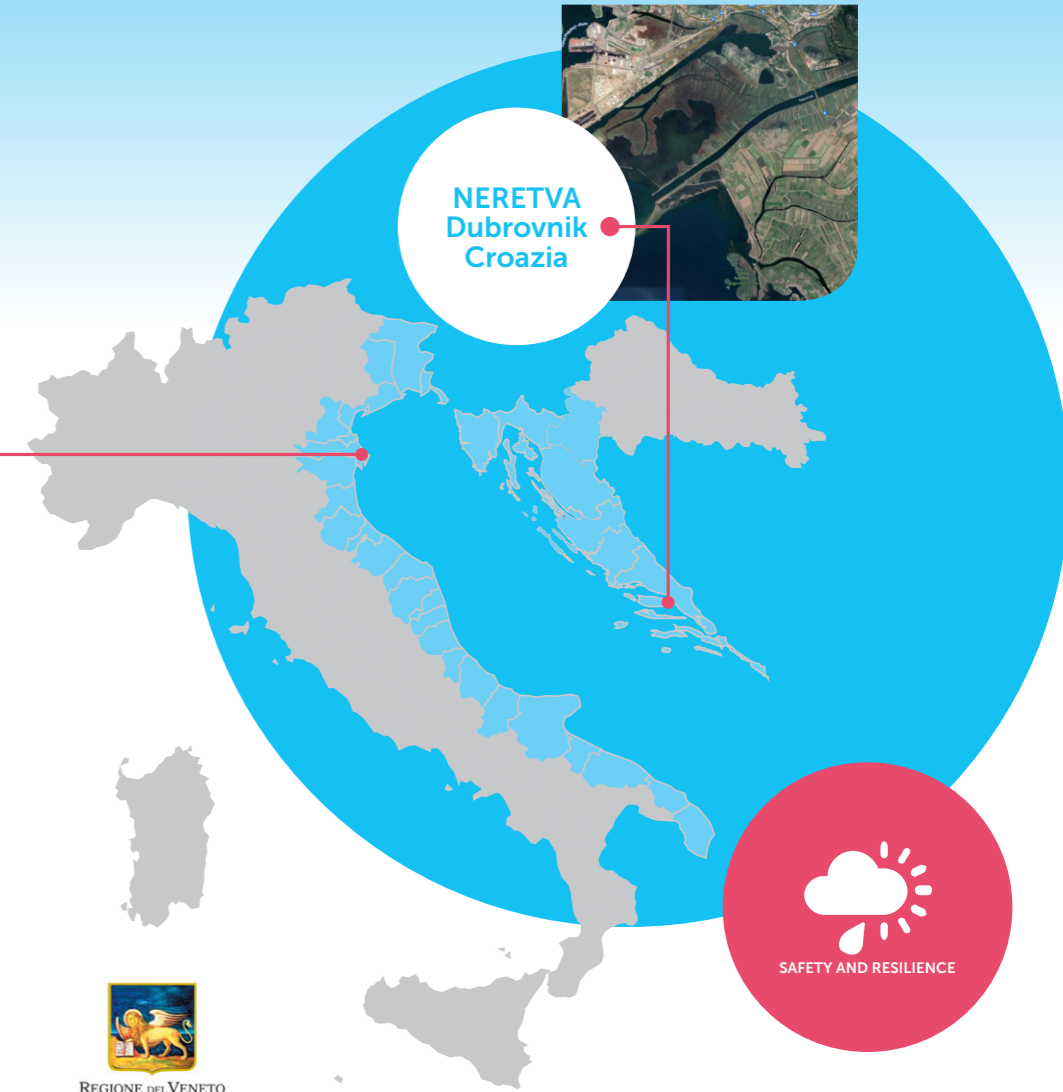 NERETVA
Dubrovnik
Croazia
SAFETY AND RESILIENCE
REGIONE DEL VENETO